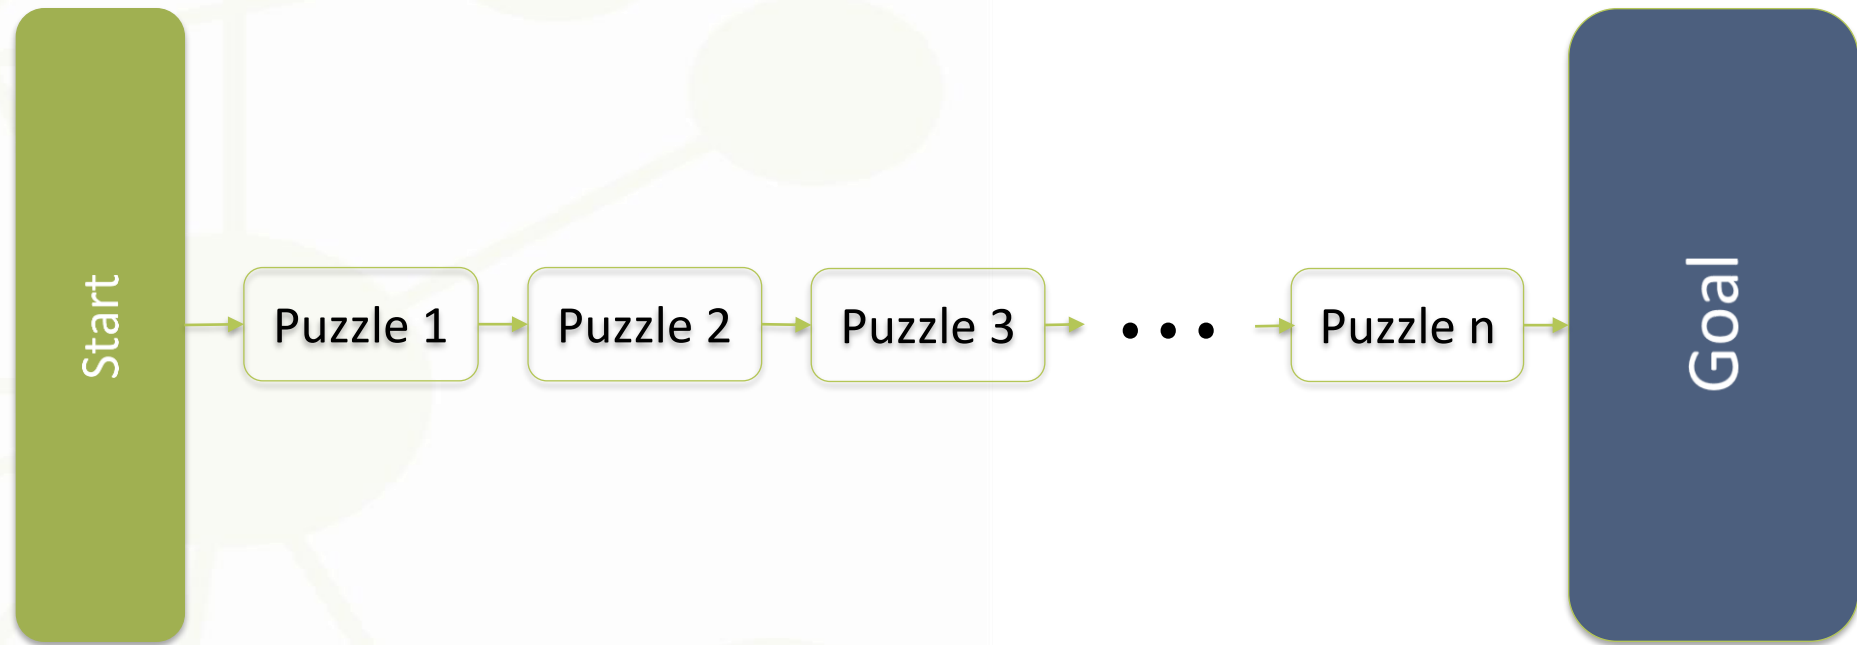 Start
Puzzle 1
Puzzle 2
Puzzle 3
• • •
Puzzle n
Goal